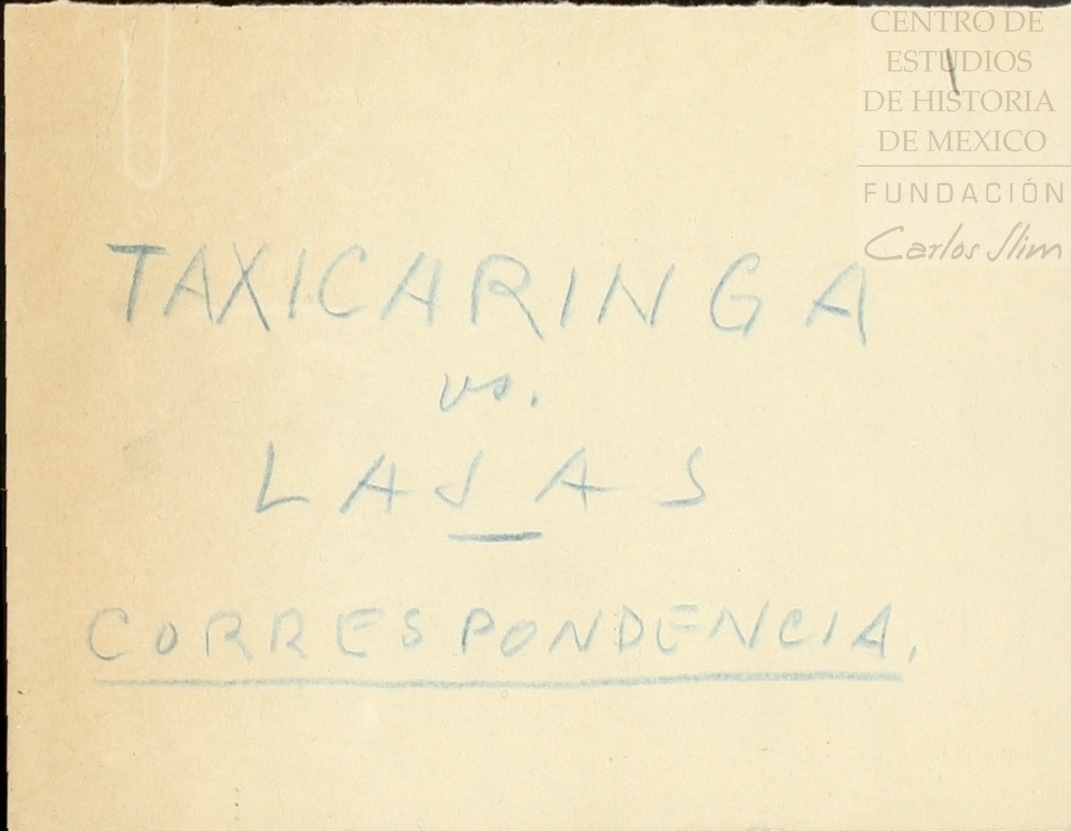 CENTRO DE
ESTUDIOS
DE HISTORIA
DE MEXICO
FUNDACIÓN
Carlos Slim
TAXICARINGA
vs.
LAJAS
CORRESPONDENCIA.